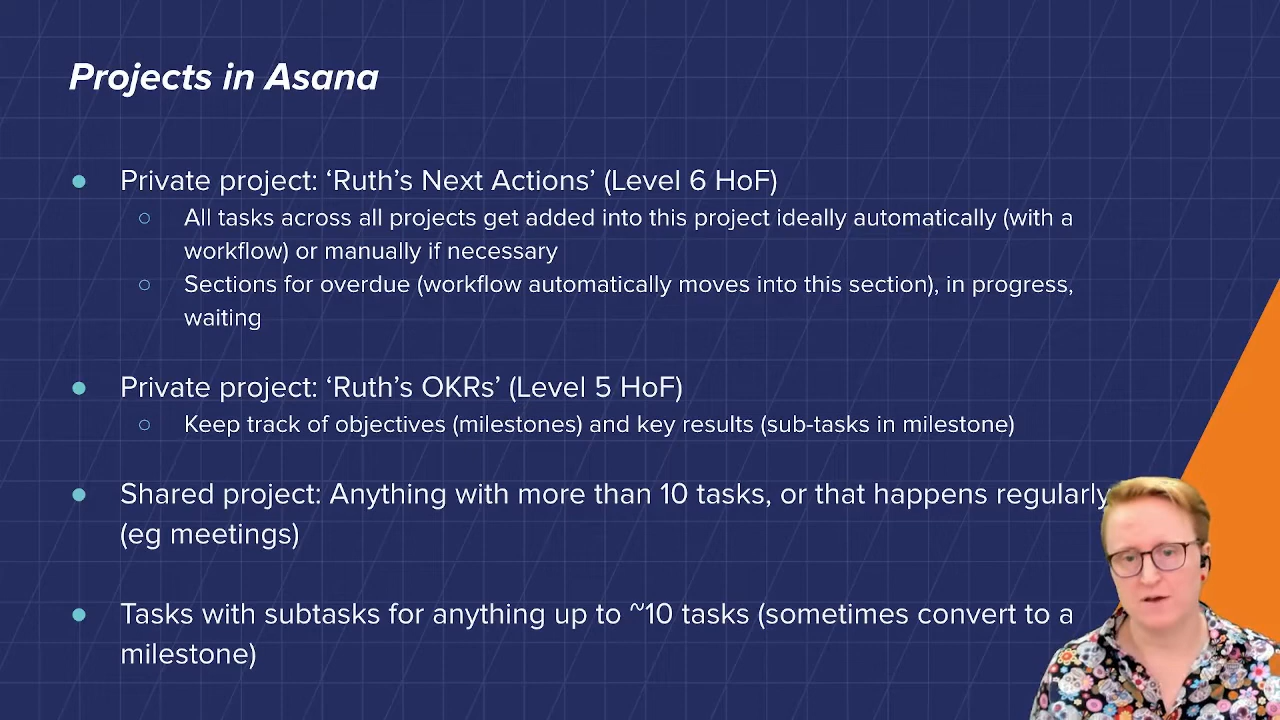 Projects in Asana
● Private project: ‘Ruth’s Next Actions’ (Level 6 HoF)
○ All tasks across all projects get added into this project ideally automatically (with a
workflow) or manually if necessary
○ Sections for overdue (workflow automatically moves into this section), in progress,
waiting
● Private project: ‘Ruth’s OKRs’ (Level 5 HoF)
○ Keep track of objectives (milestones) and key results (sub-tasks in milestone)
● Shared project: Anything with more than 10 tasks, or that happens regularly
(eg meetings)
● Tasks with subtasks for anything up to ~10 tasks (sometimes convert to a
milestone)